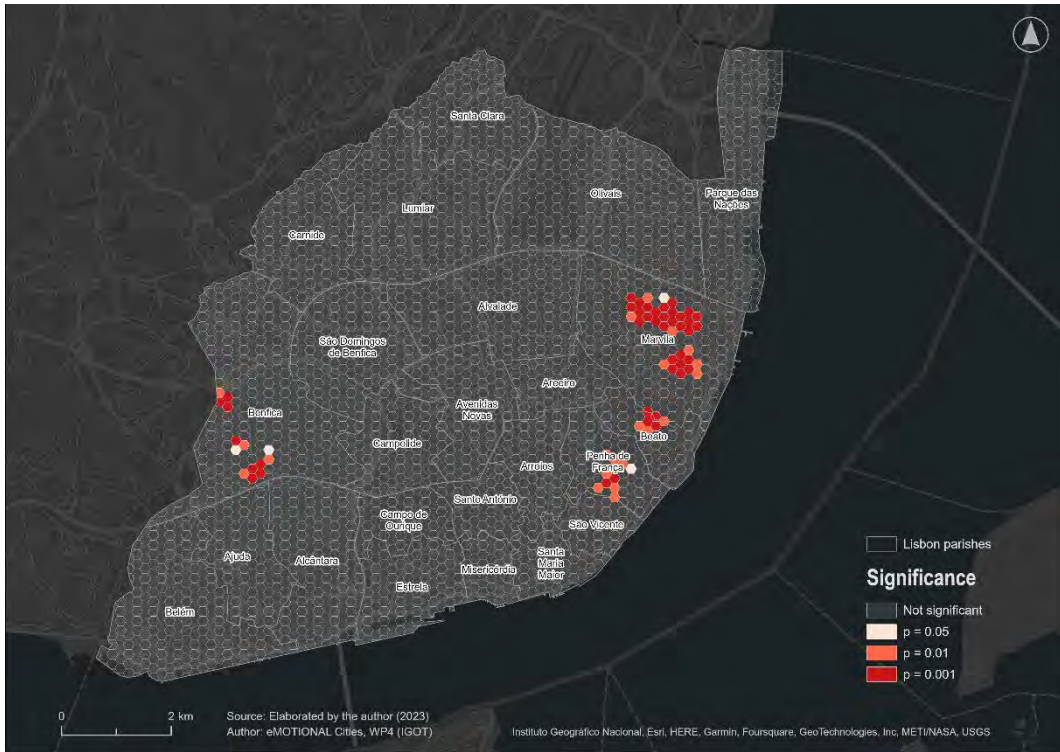 Santa Clara
Olivais
Parque das
Nações
Lumiar
Carnide
Alvalade
São Domingos
de Benfica
Marvila
Areeiro
Benfica
Avenidas
Novas
Campolide
Beato
Penha de
França
Arroios
Santo António
Campo de
Ourique
São Vicente
Ajuda
Alcântara
Santa
Maria
Maior
Misericórdia
Estrela
Belém
Lisbon parishes
Significance
Not significant
p = 0.05
p = 0.01
p = 0.001
0 2 km
Source: Elaborated by the author (2023)
Author: eMOTIONAL Cities, WP4 (IGOT)
Instituto Geográfico Nacional, Esri, HERE, Garmin, Foursquare, GeoTechnologies, Inc, METI/NASA, USGS